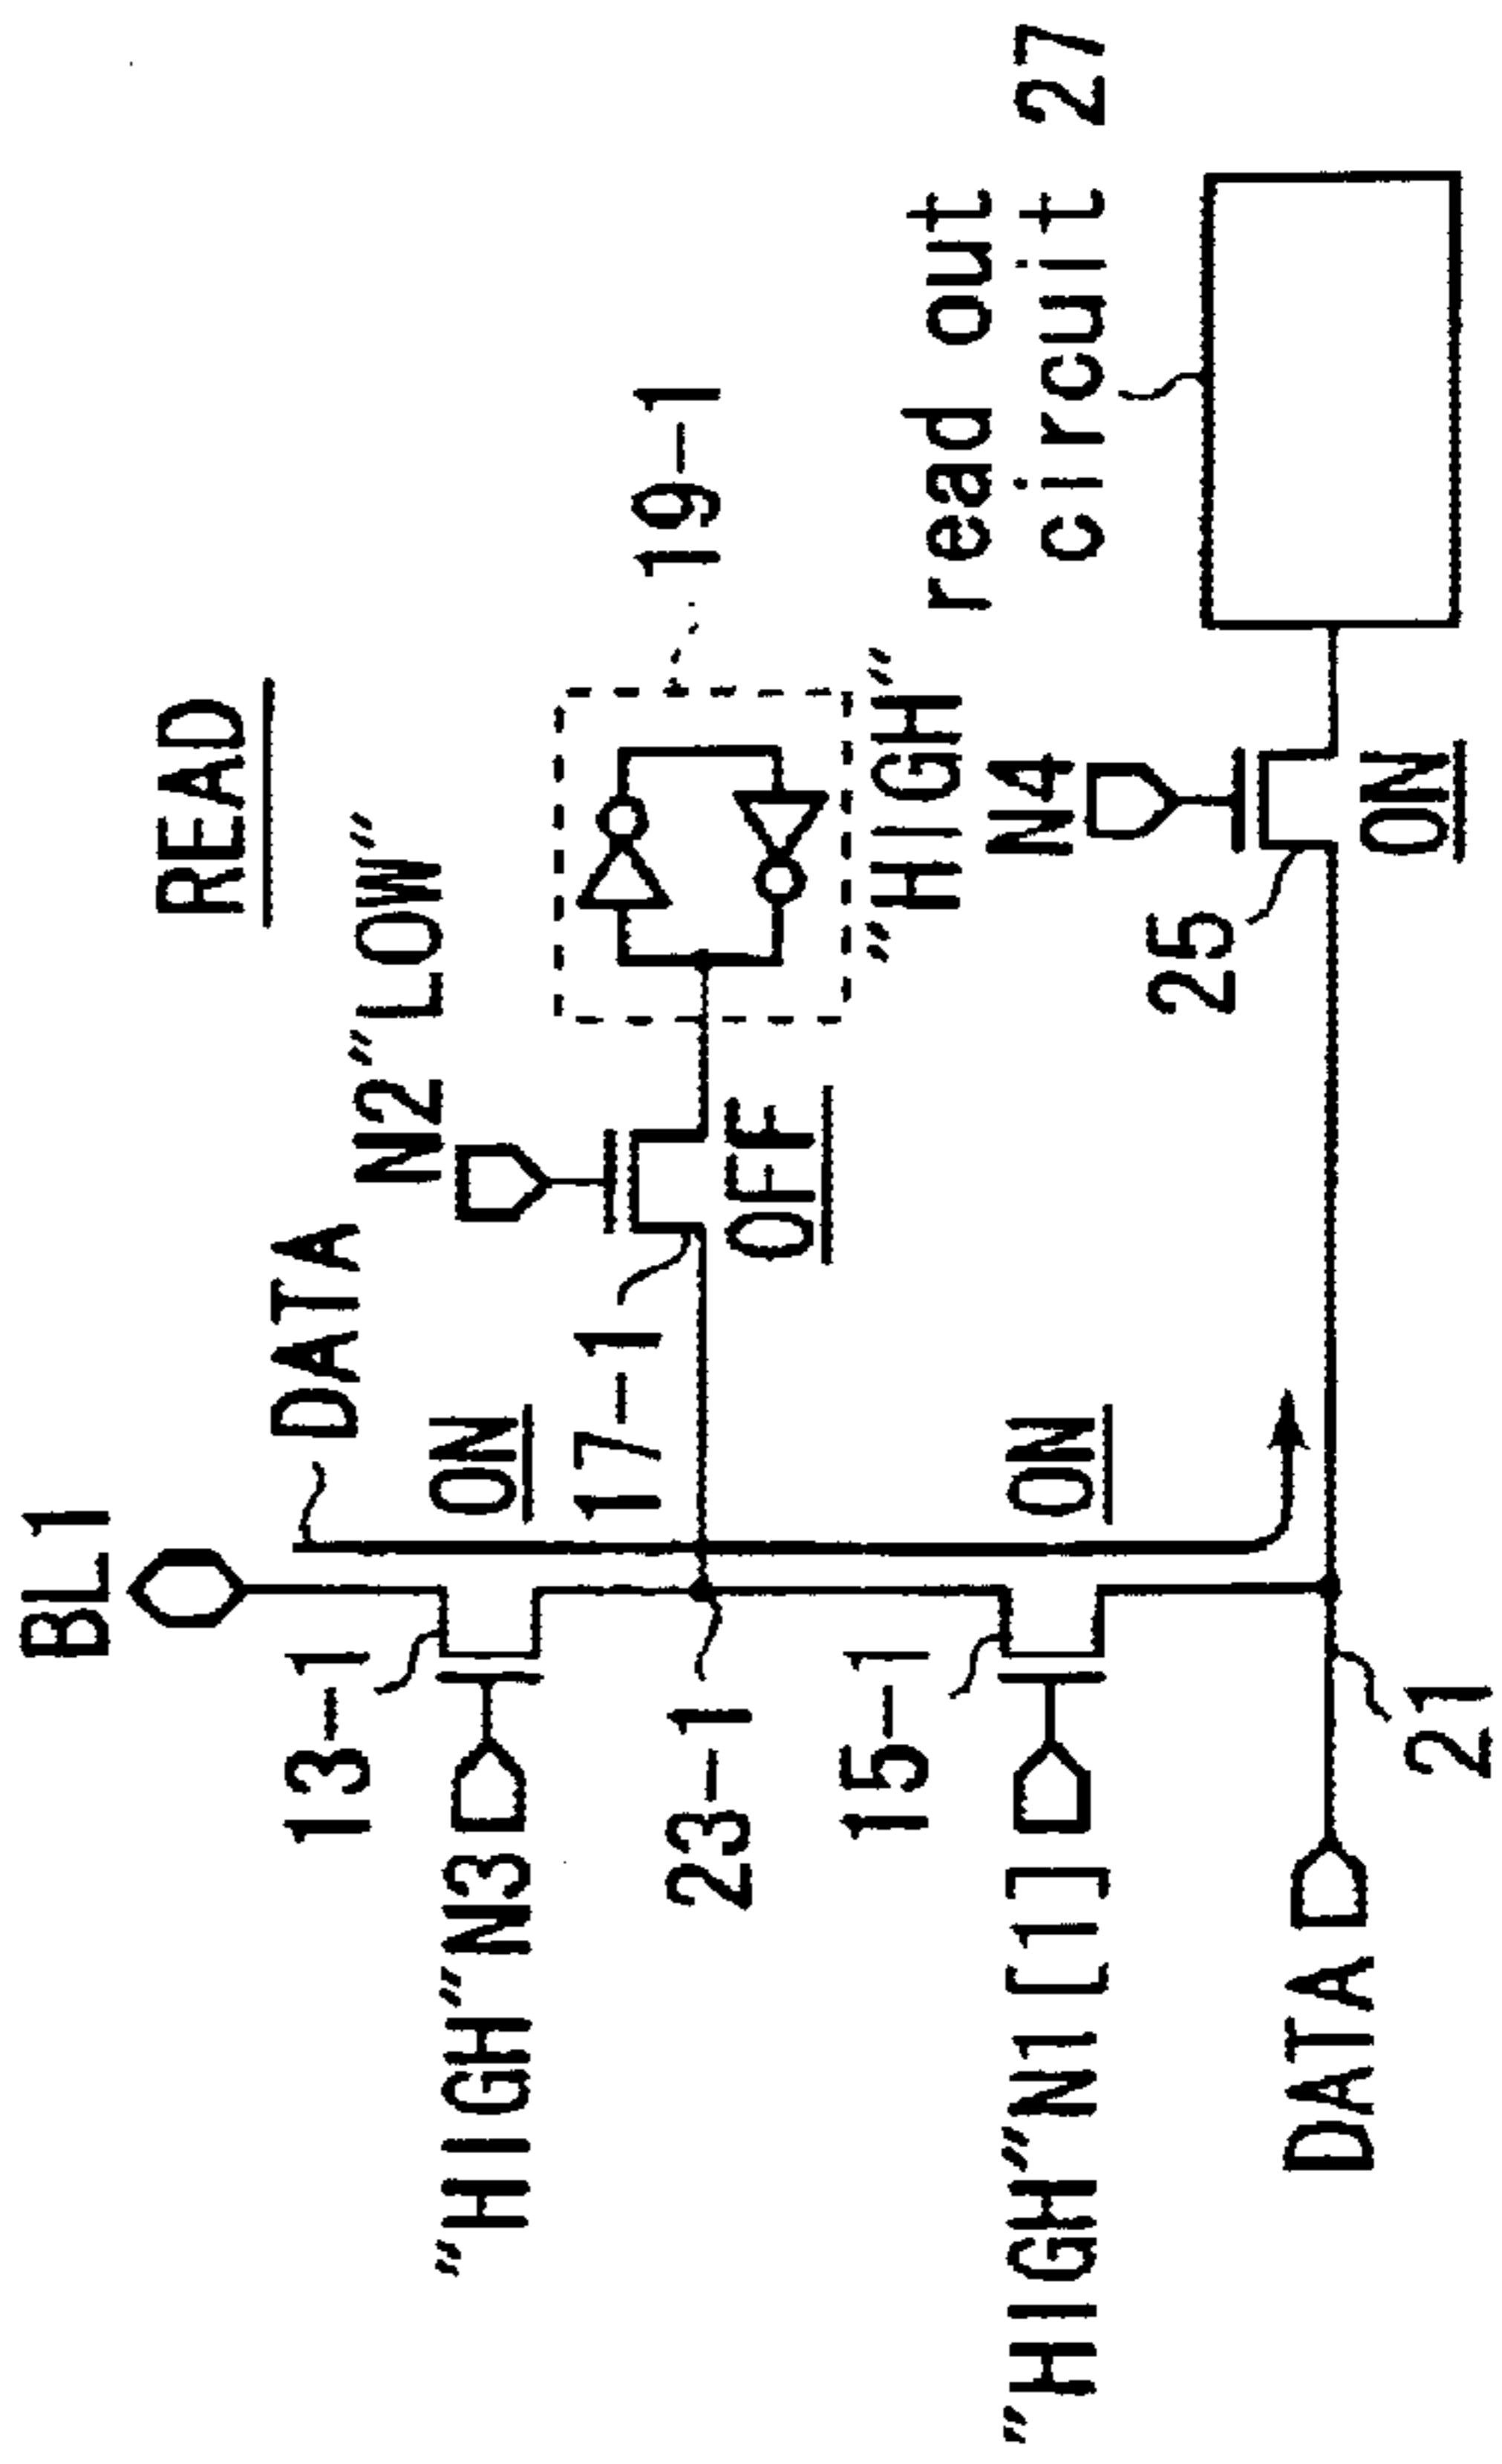 READ
BL1
DATA
N2"LOW"
13-1
ON
"HIGH"N3
17-1
OFF
19-1
23-1
15-1
ON
"HIGH"N1[1]
"HIGH"
N4
read out
circuit 27
25
ON
DATA
21